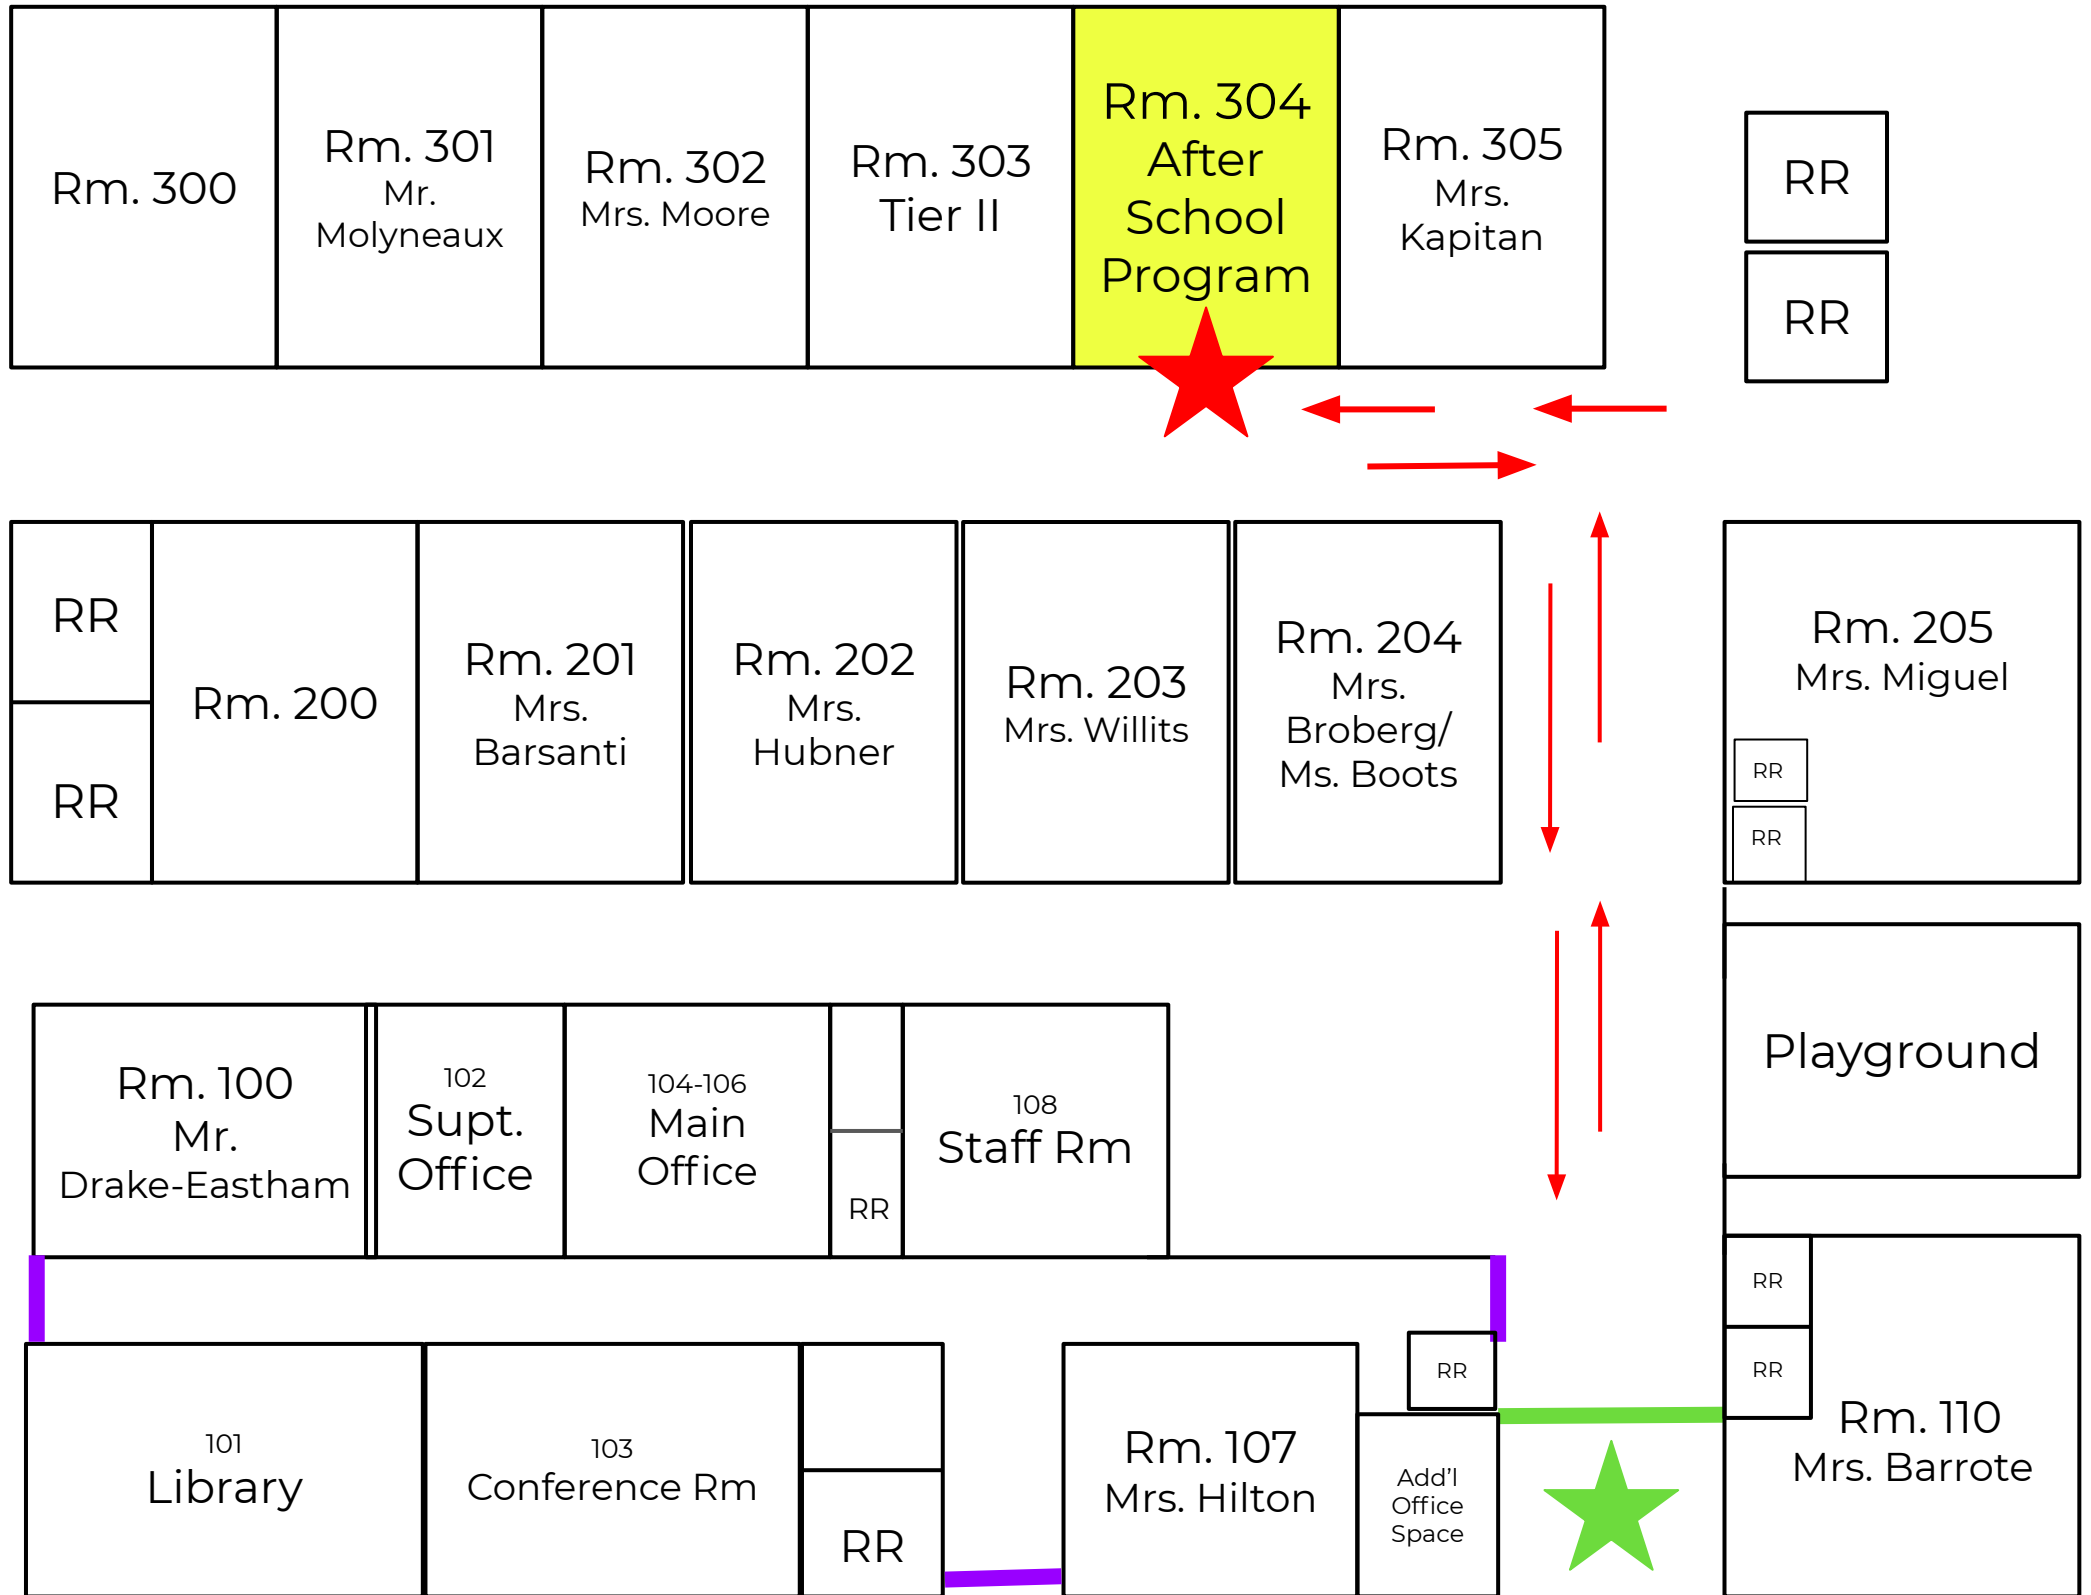 Rm. 300
Rm. 301
Mr.
Molyneaux
Rm. 302
Mrs. Moore
Rm. 303
Tier II
Rm. 304
After
School
Program
Rm. 305
Mrs.
Kapitan
RR
RR
RR
RR
Rm. 200
Rm. 201
Mrs.
Barsanti
Rm. 202
Mrs.
Hubner
Rm. 203
Mrs. Willits
Rm. 204
Mrs.
Broberg/
Ms. Boots
Rm. 205
Mrs. Miguel
RR
RR
Playground
Rm. 100
Mr.
Drake-Eastham
102
Supt.
Office
104-106
Main
Office
RR
108
Staff Rm
101
Library
103
Conference Rm
RR
Rm. 107
Mrs. Hilton
RR
Add'l
Office
Space
RR
RR
Rm. 110
Mrs. Barrote